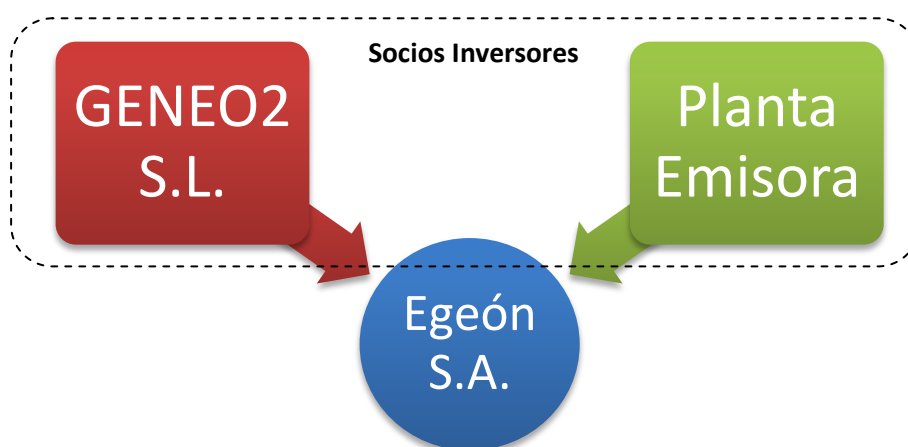 Socios Inversores
GENEO2
S.L.
Planta
Emisora
Egeón
S.A.